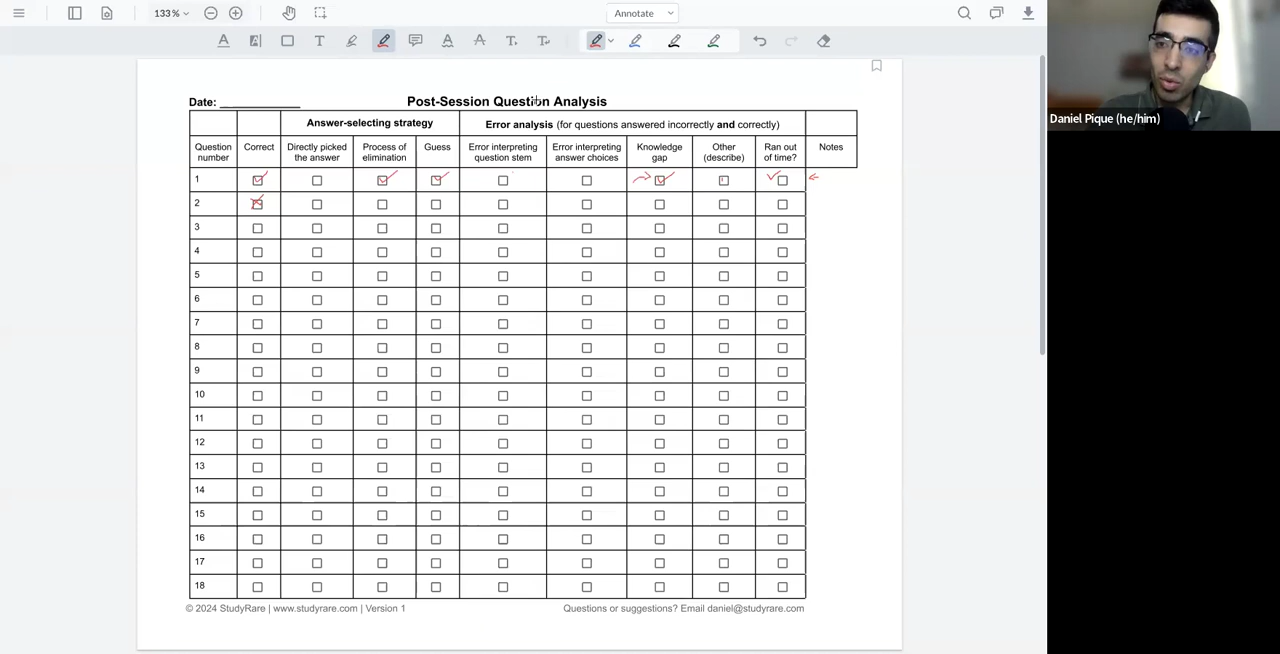 133 %
Annotate
Daniel Pique (he/him)
Date: ____________
Post-Session Question Analysis
Answer-selecting strategy
Error analysis (for questions answered incorrectly and correctly)
Question number
Correct
Directly picked the answer
Process of elimination
Guess
Error interpreting question stem
Error interpreting answer choices
Knowledge gap
Other (describe)
Ran out of time?
Notes
1
2
3
4
5
6
7
8
9
10
11
12
13
14
15
16
17
18
© 2024 StudyRare | www.studyrare.com | Version 1
Questions or suggestions? Email daniel@studyrare.com